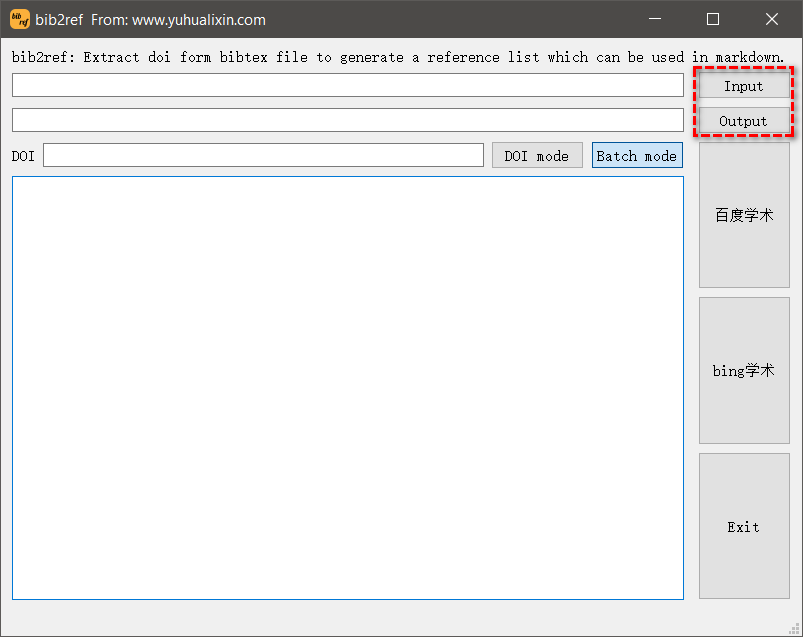 bib2ref From: www.yuhualixin.com
bib2ref: Extract doi form bibtex file to generate a reference list which can be used in markdown.
Input
Output
DOI
DOI mode
Batch mode
百度学术
bing学术
Exit